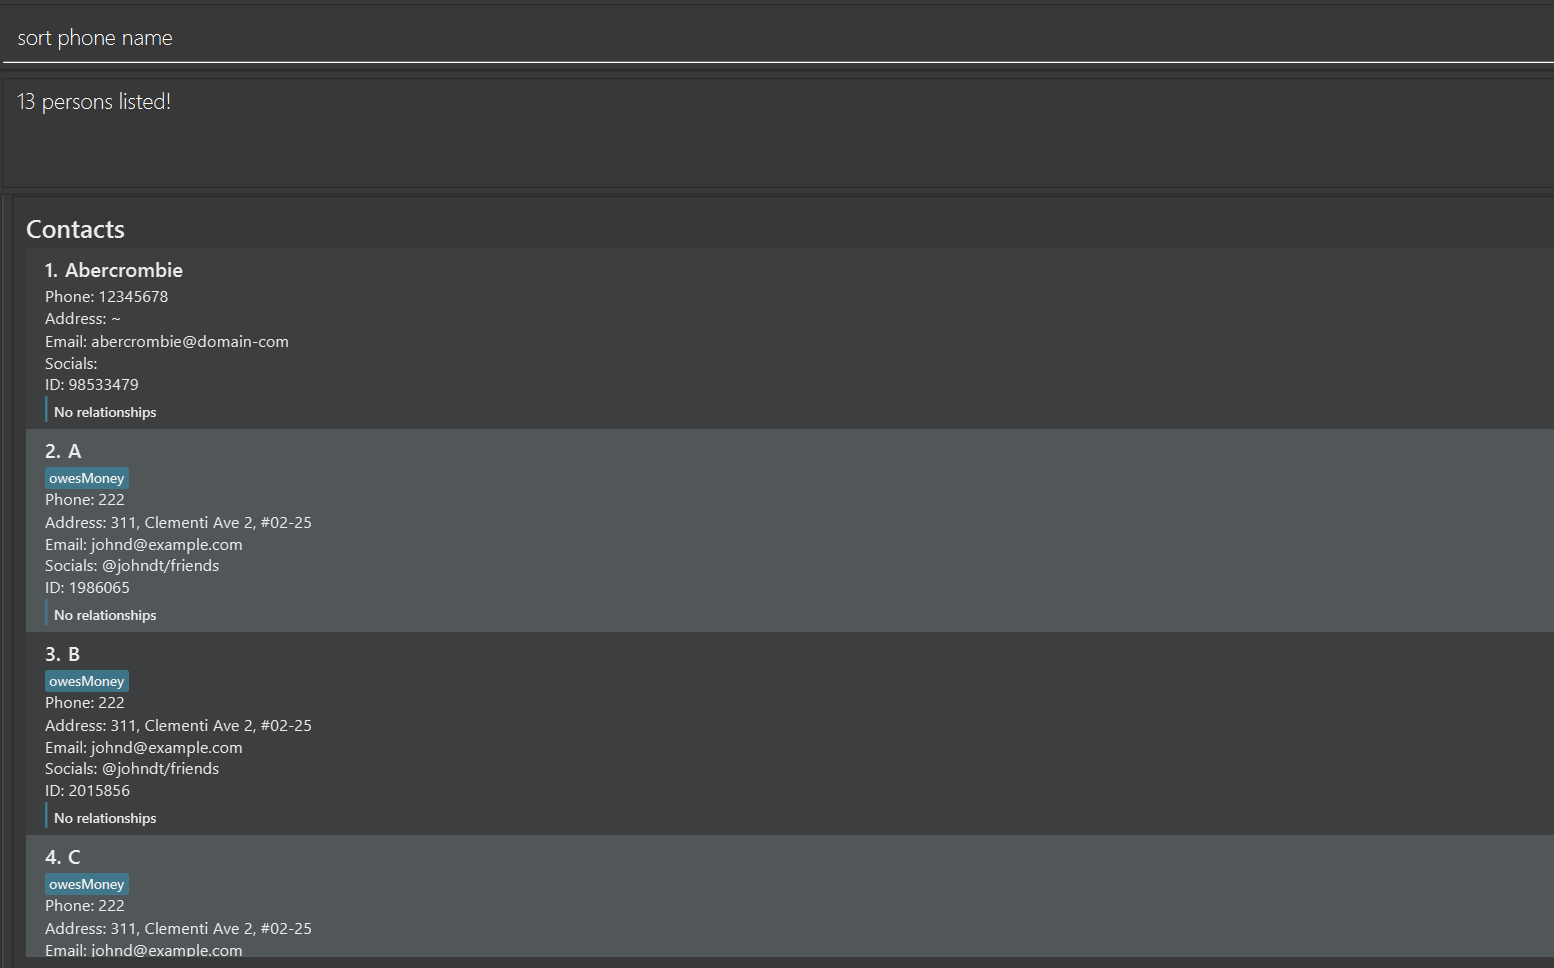 sort phone name
13 persons listed!
Contacts
1. Abercrombie
Phone: 12345678
Address: ~
Email: abercrombie@domain-com
Socials:
ID: 98533479
No relationships
2. A
owesMoney
Phone: 222
Address: 311, Clementi Ave 2, #02-25
Email: johnd@example.com
Socials: @johndt/friends
ID: 1986065
No relationships
3. B
owesMoney
Phone: 222
Address: 311, Clementi Ave 2, #02-25
Email: johnd@example.com
Socials: @johndt/friends
ID: 2015856
No relationships
4. C
owesMoney
Phone: 222
Address: 311, Clementi Ave 2, #02-25
Email: johnd@example.com